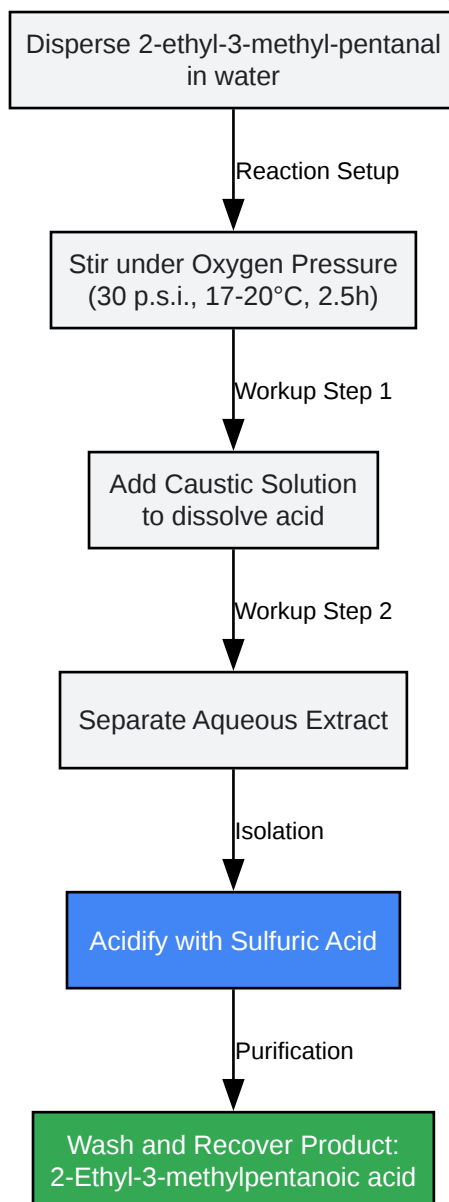 Disperse 2-ethyl-3-methyl-pentanal
in water
Reaction Setup
Stir under Oxygen Pressure
(30 p.s.i., 17-20°C, 2.5h)
Workup Step 1
Add Caustic Solution
to dissolve acid
Workup Step 2
Separate Aqueous Extract
Isolation
Acidify with Sulfuric Acid
Purification
Wash and Recover Product:
2-Ethyl-3-methylpentanoic acid